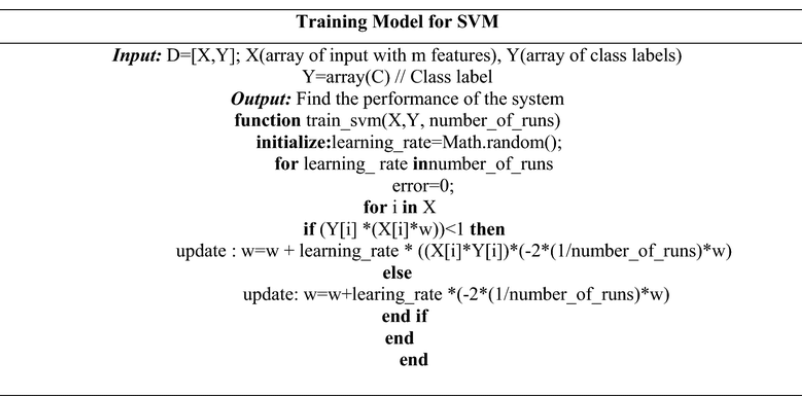 Training Model for SVM
Input: D=[X,Y]; X(array of input with m features), Y(array of class labels)
Y=array(C) // Class label
Output: Find the performance of the system
function train_svm(X,Y, number_of_runs)
initialize:learning_rate=Math.random();
for learning_ rate innumber_of_runs
error=0;
for i in X
if (Y[i] *(X[i]*w))<1 then
update : w=w + learning_rate * ((X[i]*Y[i])*(-2*(1/number_of_runs)*w)
else
update: w=w+learing_rate *(-2*(1/number_of_runs)*w)
end if
end
end